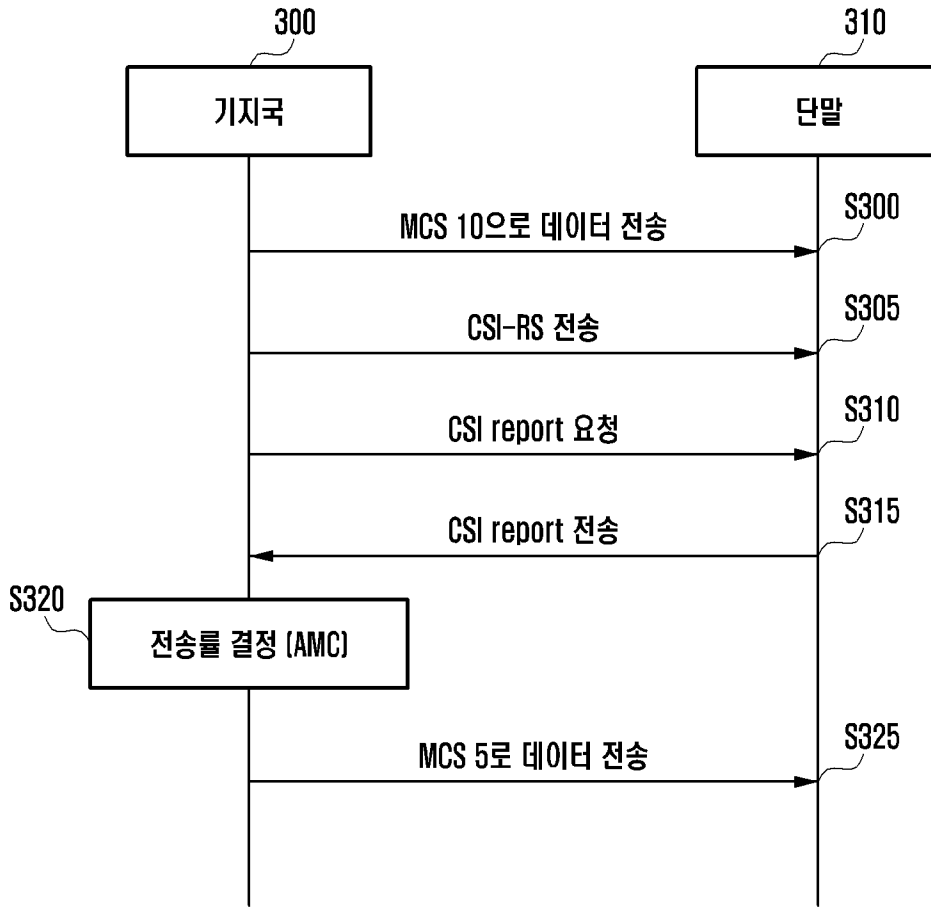 300
310
기지국
단말
MCS 10으로 데이터 전송
S300
CSI-RS 전송
S305
CSI report 요청
S310
CSI report 전송
S315
S320
전송률 결정 (AMC)
MCS 5로 데이터 전송
S325